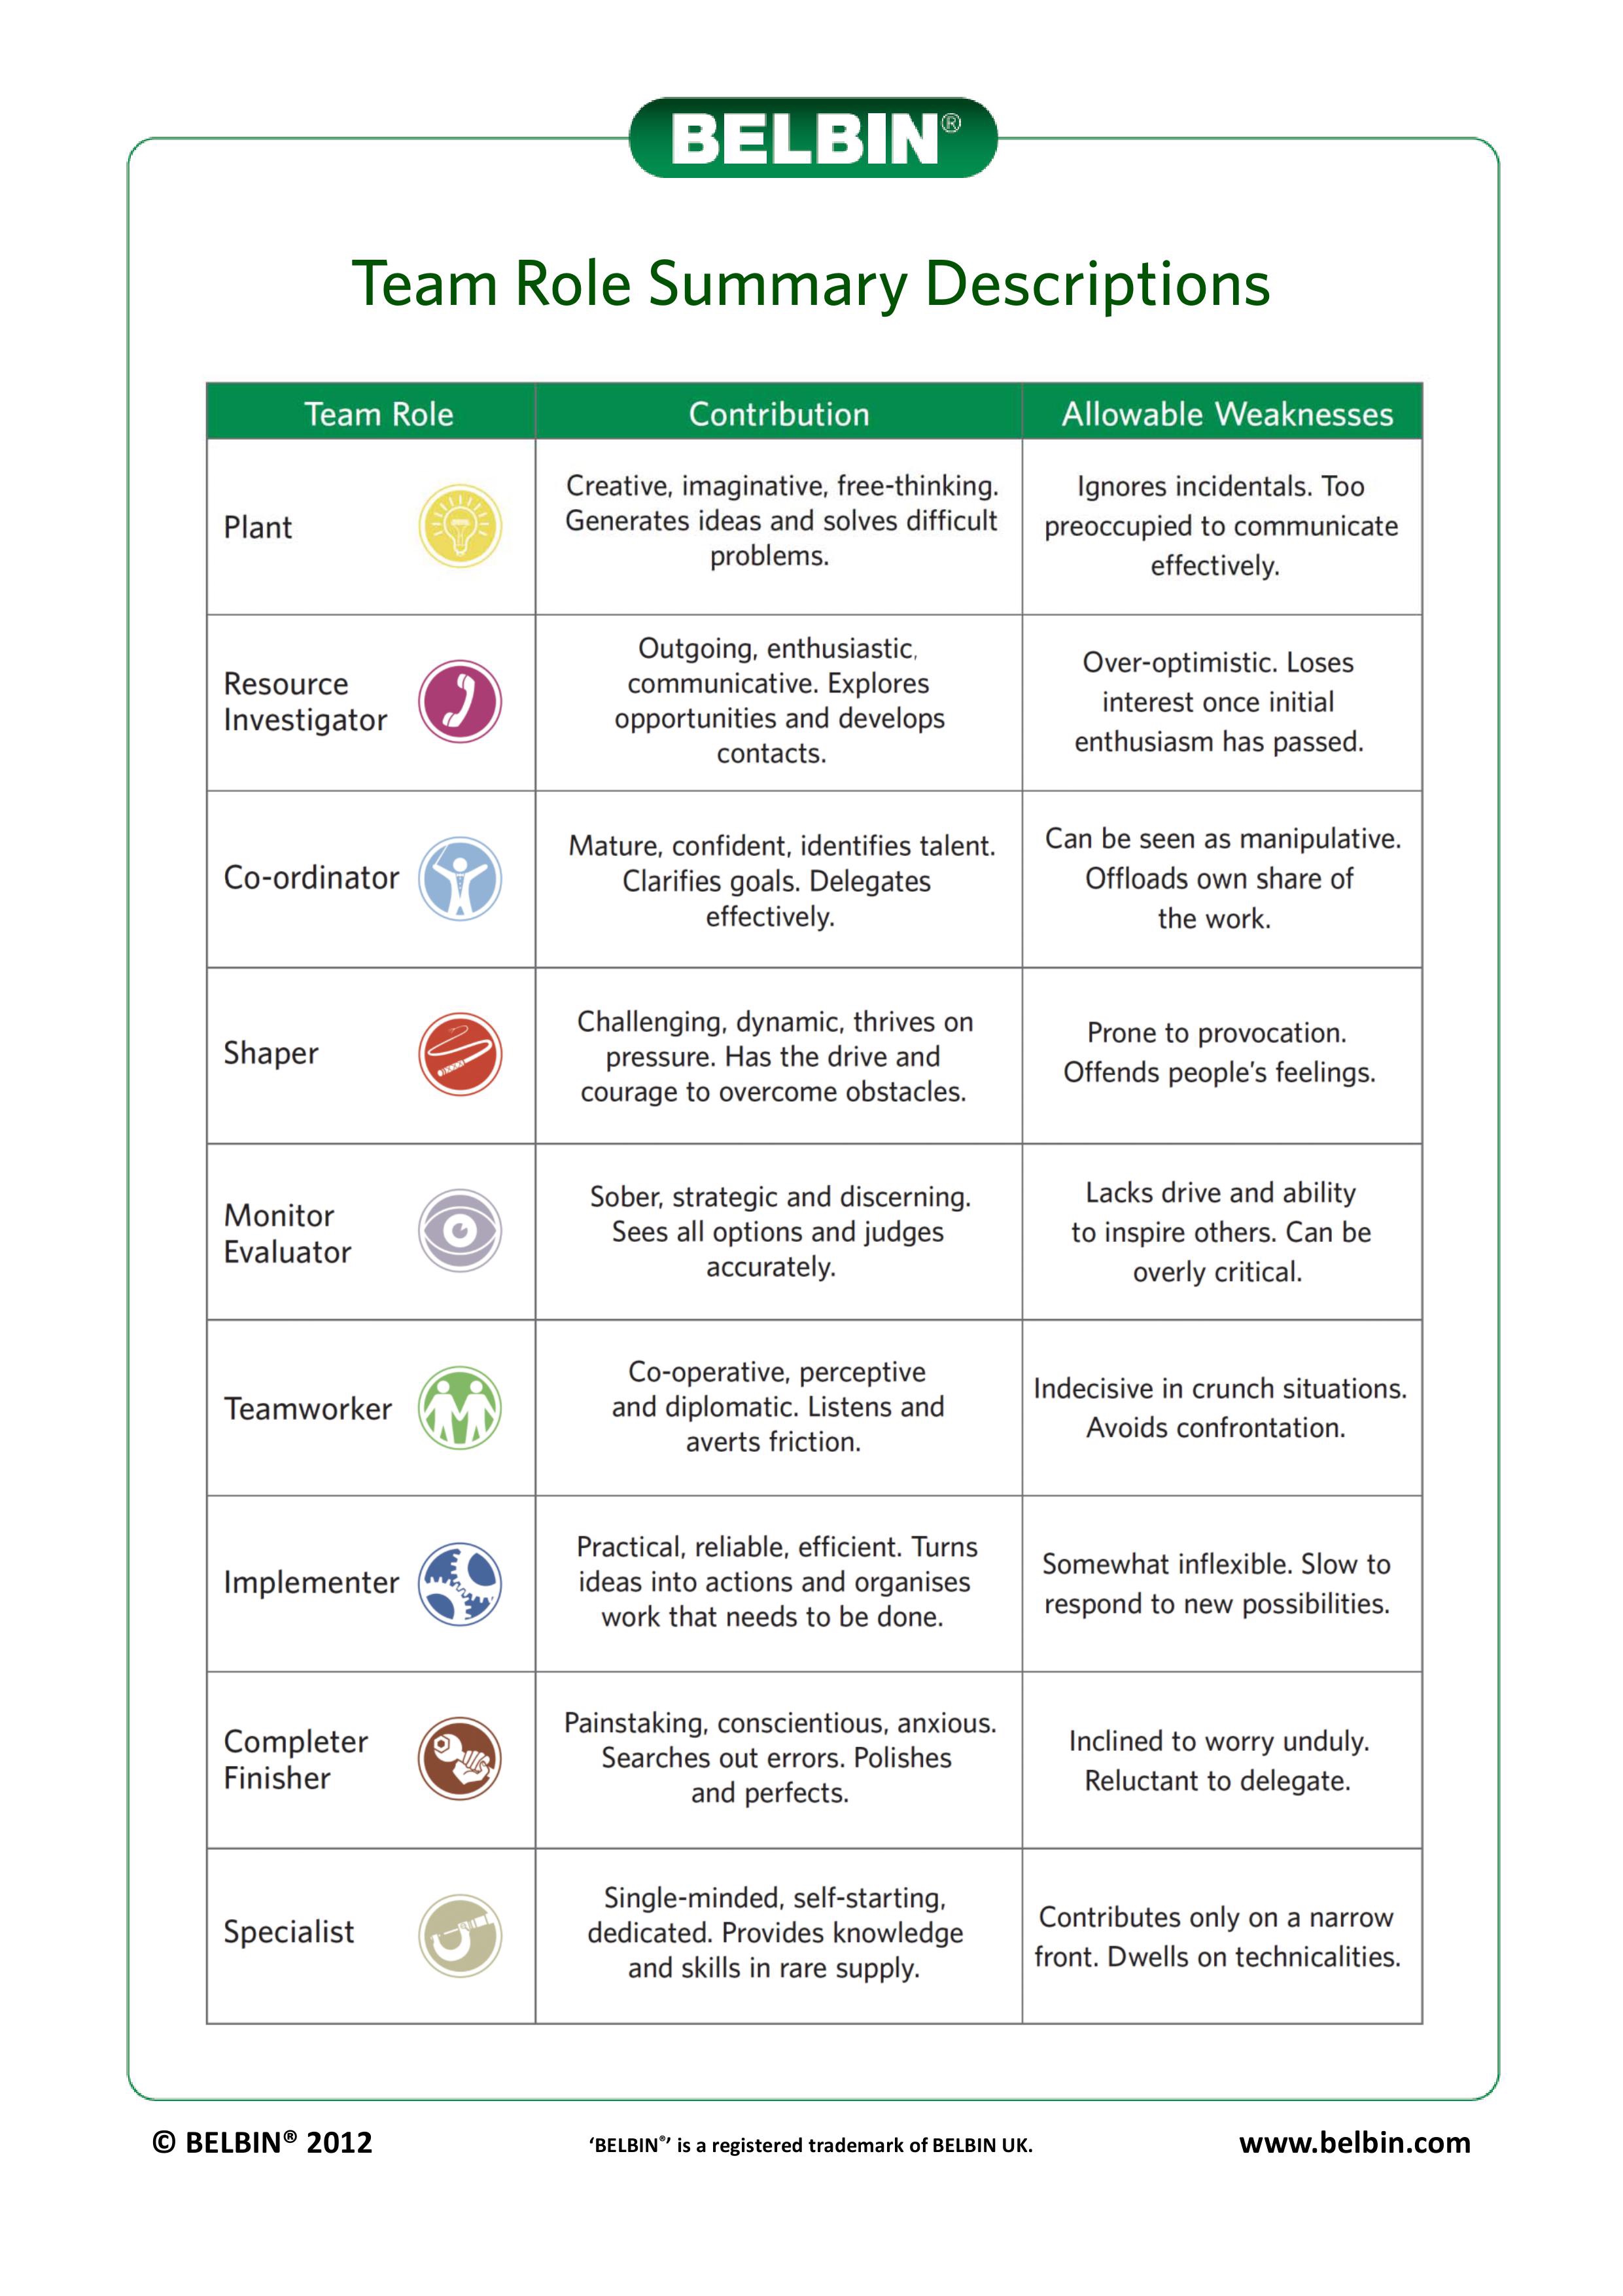 BELBIN®
Team Role Summary Descriptions
Team Role
Contribution
Allowable Weaknesses
Plant
Creative, imaginative, free-thinking.
Generates ideas and solves difficult
problems.
Ignores incidentals. Too
preoccupied to communicate
effectively.
Resource
Investigator
Outgoing, enthusiastic,
communicative. Explores
opportunities and develops
contacts.
Over-optimistic. Loses
interest once initial
enthusiasm has passed.
Co-ordinator
Mature, confident, identifies talent.
Clarifies goals. Delegates
effectively.
Can be seen as manipulative.
Offloads own share of
the work.
Shaper
Challenging, dynamic, thrives on
pressure. Has the drive and
courage to overcome obstacles.
Prone to provocation.
Offends people's feelings.
Monitor
Evaluator
Sober, strategic and discerning.
Sees all options and judges
accurately.
Lacks drive and ability
to inspire others. Can be
overly critical.
Teamworker
Co-operative, perceptive
and diplomatic. Listens and
averts friction.
Indecisive in crunch situations.
Avoids confrontation.
Implementer
Practical, reliable, efficient. Turns
ideas into actions and organises
work that needs to be done.
Somewhat inflexible. Slow to
respond to new possibilities.
Completer
Finisher
Painstaking, conscientious, anxious.
Searches out errors. Polishes
and perfects.
Inclined to worry unduly.
Reluctant to delegate.
Specialist
Single-minded, self-starting,
dedicated. Provides knowledge
and skills in rare supply.
Contributes only on a narrow
front. Dwells on technicalities.
© BELBIN® 2012
‘BELBIN®’ is a registered trademark of BELBIN UK.
www.belbin.com